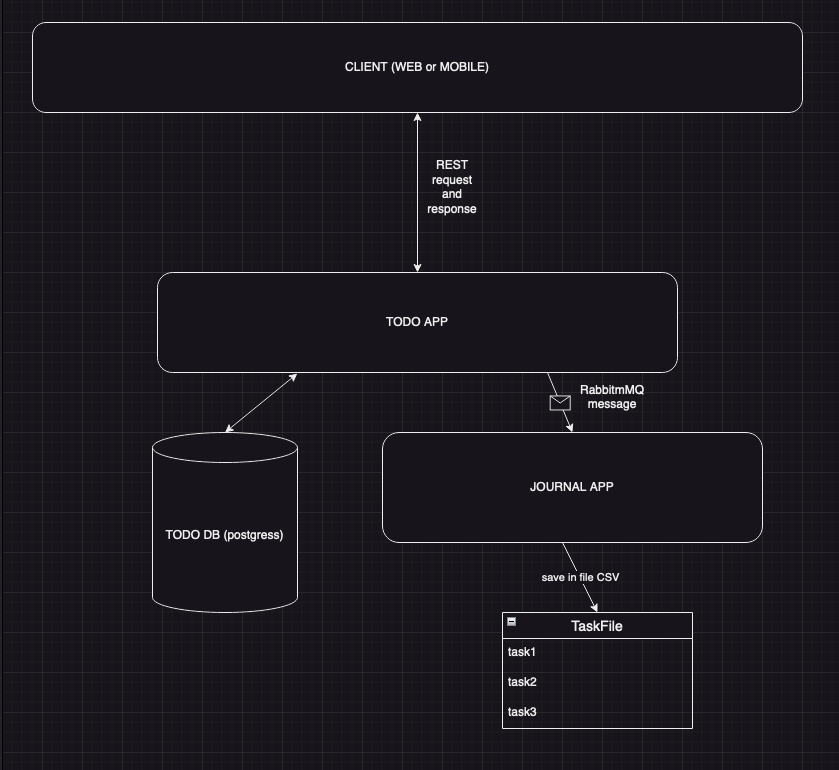 CLIENT (WEB or MOBILE)
REST
request
and
response
TODO APP
RabbitmMQ
message
JOURNAL APP
TODO DB (postgress)
save in file CSV
TaskFile
task1
task2
task3